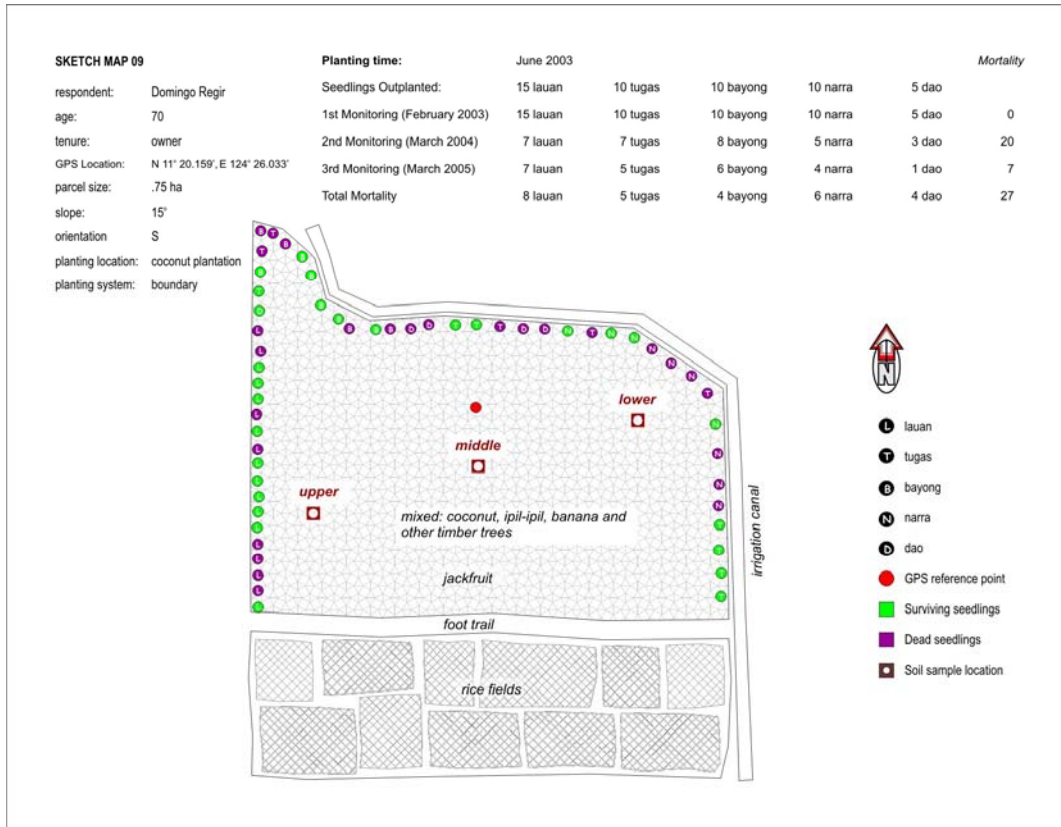 SKETCH MAP 09
respondent: Domingo Regir
age: 70
tenure: owner
GPS Location: N 11° 20.159', E 124° 26.033'
parcel size: .75 ha
slope: 15°
orientation S
planting location: coconut plantation
planting system: boundary
Planting time: June 2003 Mortality
Seedlings Outplanted: 15 lauan 10 tugas 10 bayong 10 narra 5 dao
1st Monitoring (February 2003) 15 lauan 10 tugas 10 bayong 10 narra 5 dao 0
2nd Monitoring (March 2004) 7 lauan 7 tugas 8 bayong 5 narra 3 dao 20
3rd Monitoring (March 2005) 7 lauan 5 tugas 6 bayong 4 narra 1 dao 7
Total Mortality 8 lauan 5 tugas 4 bayong 6 narra 4 dao 27
lower
middle
upper
mixed: coconut, ipil-ipil, banana and
other timber trees
jackfruit
foot trail
rice fields
irrigation canal
N
L lauan
T tugas
B bayong
N narra
D dao
GPS reference point
Surviving seedlings
Dead seedlings
Soil sample location